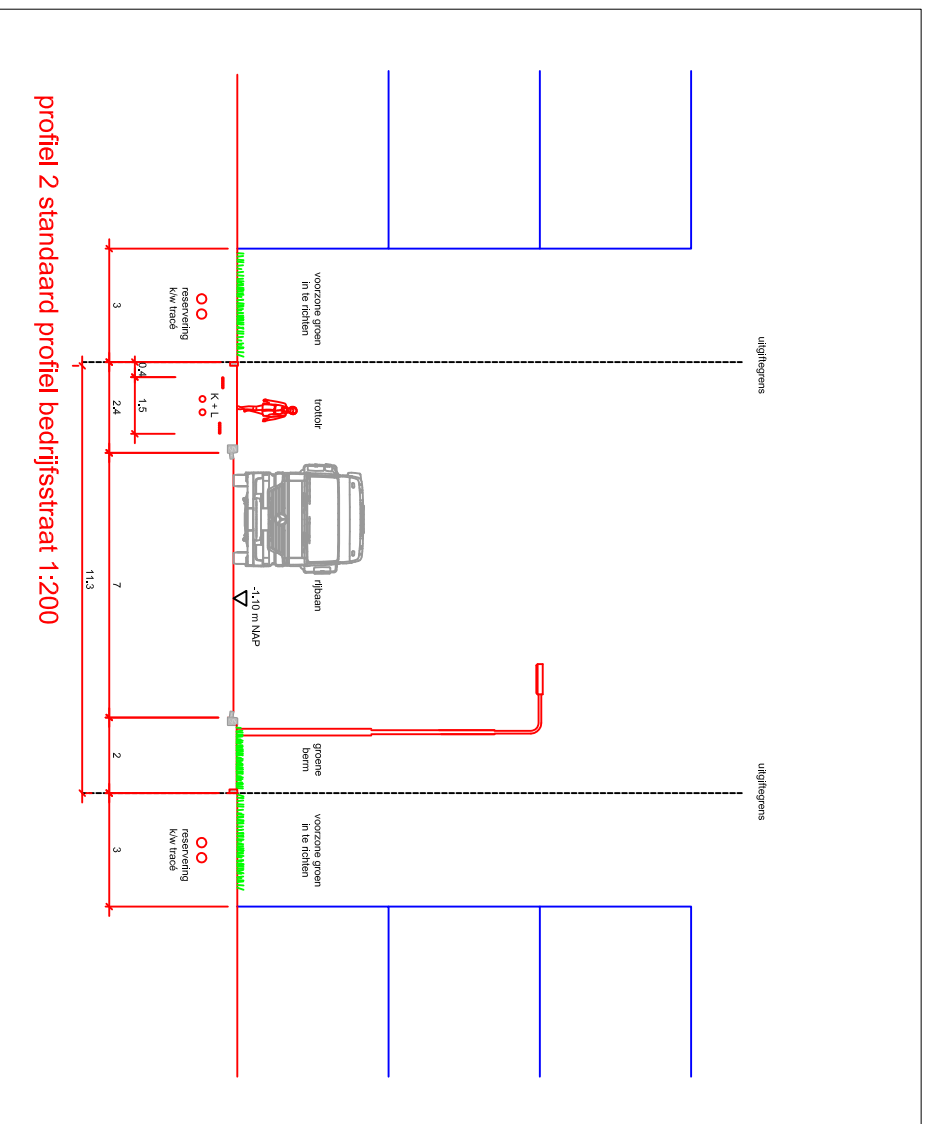 uitgiftegrens
uitgiftegrens
voorzone groen
in te richten
trottoir
rijbaan
-1.10 m NAP
groene
berm
voorzone groen
in te richten
reservering
k/w tracé
K + L
reservering
k/w tracé
0.4
1.5
3
2.4
7
2
3
11.3
profiel 2 standaard profiel bedrijfsstraat 1:200